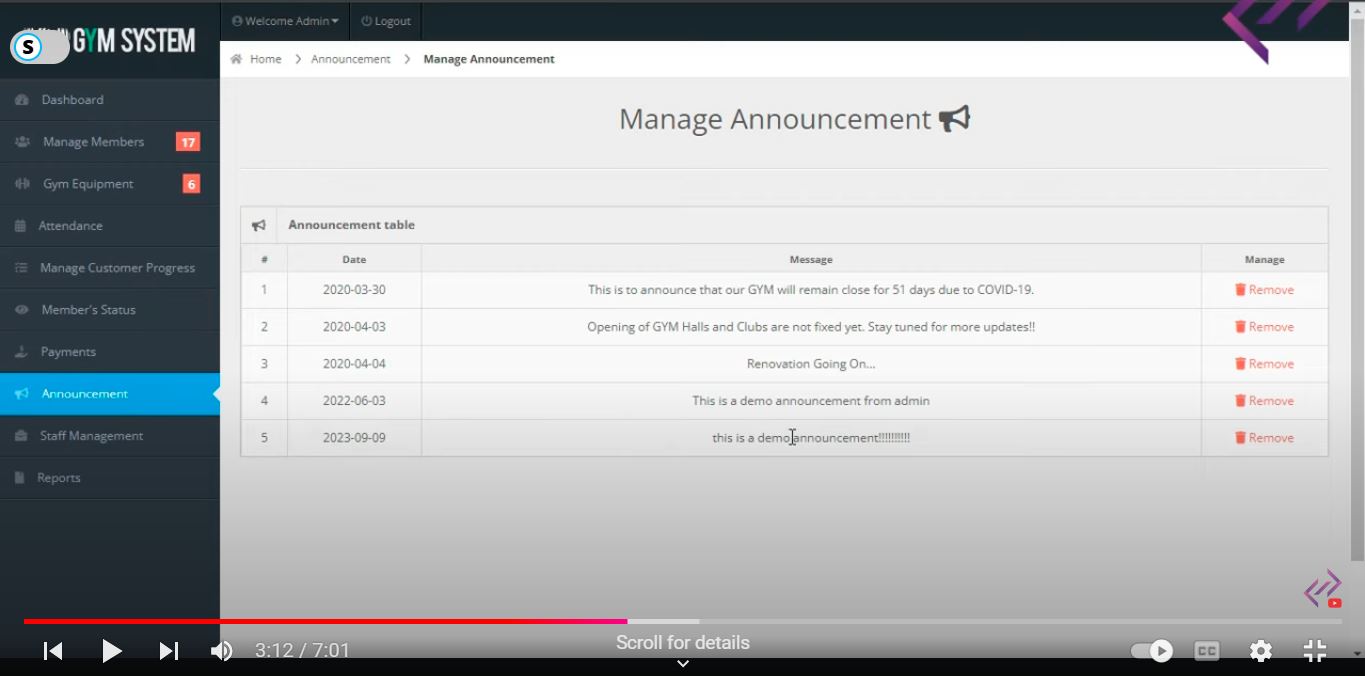 S GYM SYSTEM
Welcome Admin Logout
Home > Announcement > Manage Announcement
Dashboard
Manage Members 17
Gym Equipment 6
Attendance
Manage Customer Progress
Member's Status
Payments
Announcement
Staff Management
Reports
Manage Announcement
Announcement table
# Date Message Manage
1 2020-03-30 This is to announce that our GYM will remain close for 51 days due to COVID-19. Remove
2 2020-04-03 Opening of GYM Halls and Clubs are not fixed yet. Stay tuned for more updates!! Remove
3 2020-04-04 Renovation Going On... Remove
4 2022-06-03 This is a demo announcement from admin Remove
5 2023-09-09 this is a demo announcement!!!!!!!!!! Remove
3:12 / 7:01
Scroll for details
CC